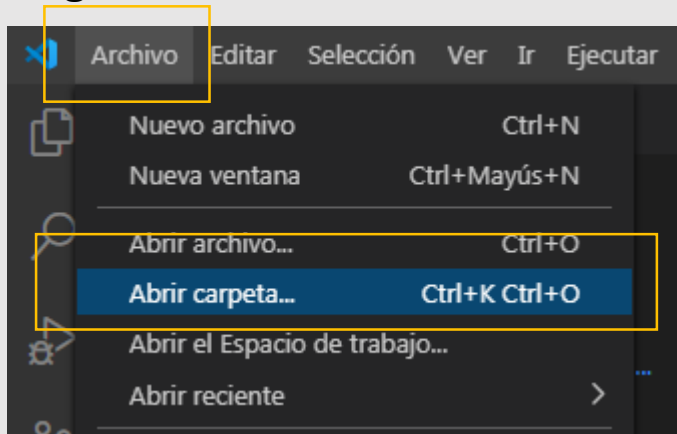 Archivo Editar Selección Ver Ir Ejecutar
Nuevo archivo Ctrl+N
Nueva ventana Ctrl+Mayús+N
Abrir archivo... Ctrl+O
Abrir carpeta... Ctrl+K Ctrl+O
Abrir el Espacio de trabajo...
Abrir reciente